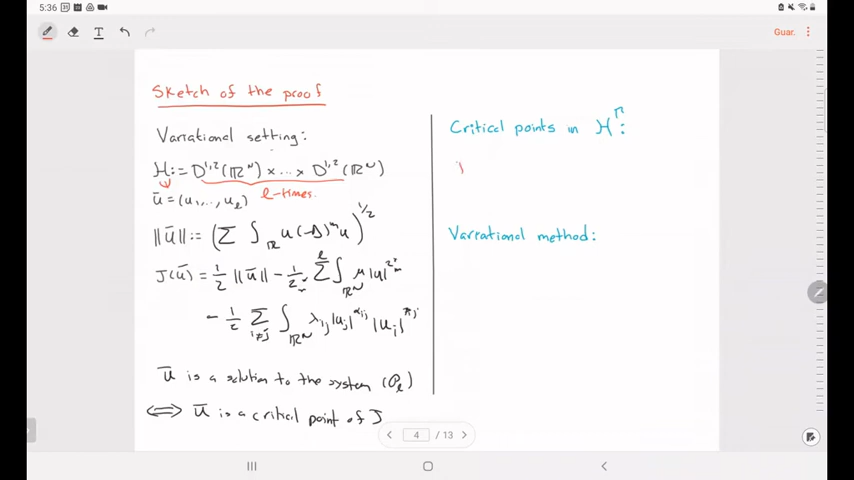 5:36
Guar.
Sketch of the proof
Variational setting:
H := D^{1,2}(ℝ^N) × ... × D^{1,2}(ℝ^N)
ℓ-times.
ū = (u_1, ..., u_ℓ)
‖ū‖ := (Σ ∫_ℝ u(-Δ)^m u)^{1/2}
J(ū) = 1/2 ‖ū‖ - 1/2 Σ^ℓ ∫_{ℝ^N} μ|u|^{2*_m}
- 1/2 Σ_{i≠j} ∫_{ℝ^N} λ_{ij} |u_j|^{α_{ij}} |u_i|
ū is a solution to the system (P_ℓ)
⟺ ū is a critical point of J
Critical points in H^Γ:
Variational method:
4 / 13